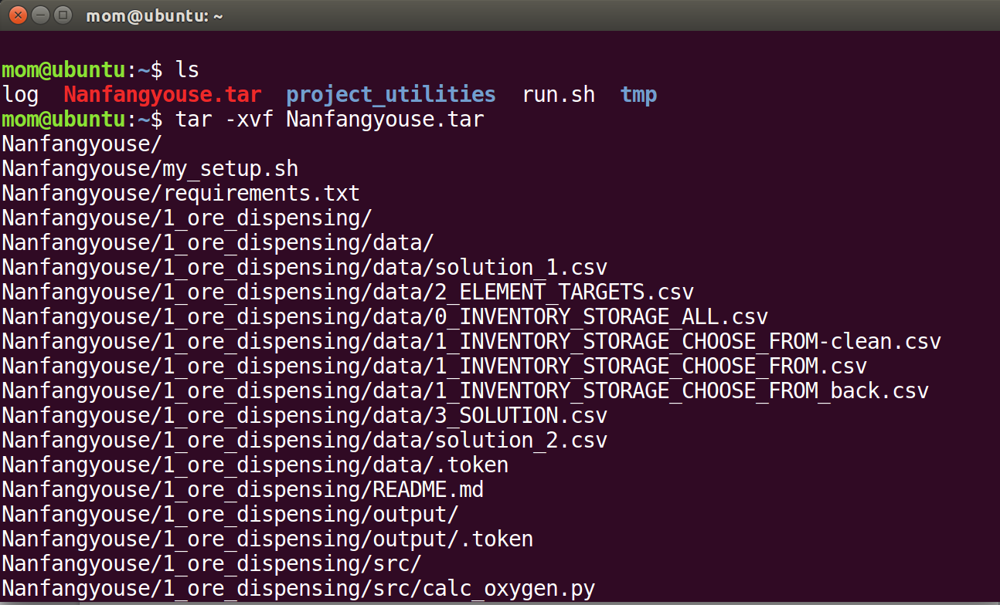 mom@ubuntu: ~
mom@ubuntu:~$ ls
log  Nanfangyouse.tar  project_utilities  run.sh  tmp
mom@ubuntu:~$ tar -xvf Nanfangyouse.tar
Nanfangyouse/
Nanfangyouse/my_setup.sh
Nanfangyouse/requirements.txt
Nanfangyouse/1_ore_dispensing/
Nanfangyouse/1_ore_dispensing/data/
Nanfangyouse/1_ore_dispensing/data/solution_1.csv
Nanfangyouse/1_ore_dispensing/data/2_ELEMENT_TARGETS.csv
Nanfangyouse/1_ore_dispensing/data/0_INVENTORY_STORAGE_ALL.csv
Nanfangyouse/1_ore_dispensing/data/1_INVENTORY_STORAGE_CHOOSE_FROM-clean.csv
Nanfangyouse/1_ore_dispensing/data/1_INVENTORY_STORAGE_CHOOSE_FROM.csv
Nanfangyouse/1_ore_dispensing/data/1_INVENTORY_STORAGE_CHOOSE_FROM_back.csv
Nanfangyouse/1_ore_dispensing/data/3_SOLUTION.csv
Nanfangyouse/1_ore_dispensing/data/solution_2.csv
Nanfangyouse/1_ore_dispensing/data/.token
Nanfangyouse/1_ore_dispensing/README.md
Nanfangyouse/1_ore_dispensing/output/
Nanfangyouse/1_ore_dispensing/output/.token
Nanfangyouse/1_ore_dispensing/src/
Nanfangyouse/1_ore_dispensing/src/calc_oxygen.py